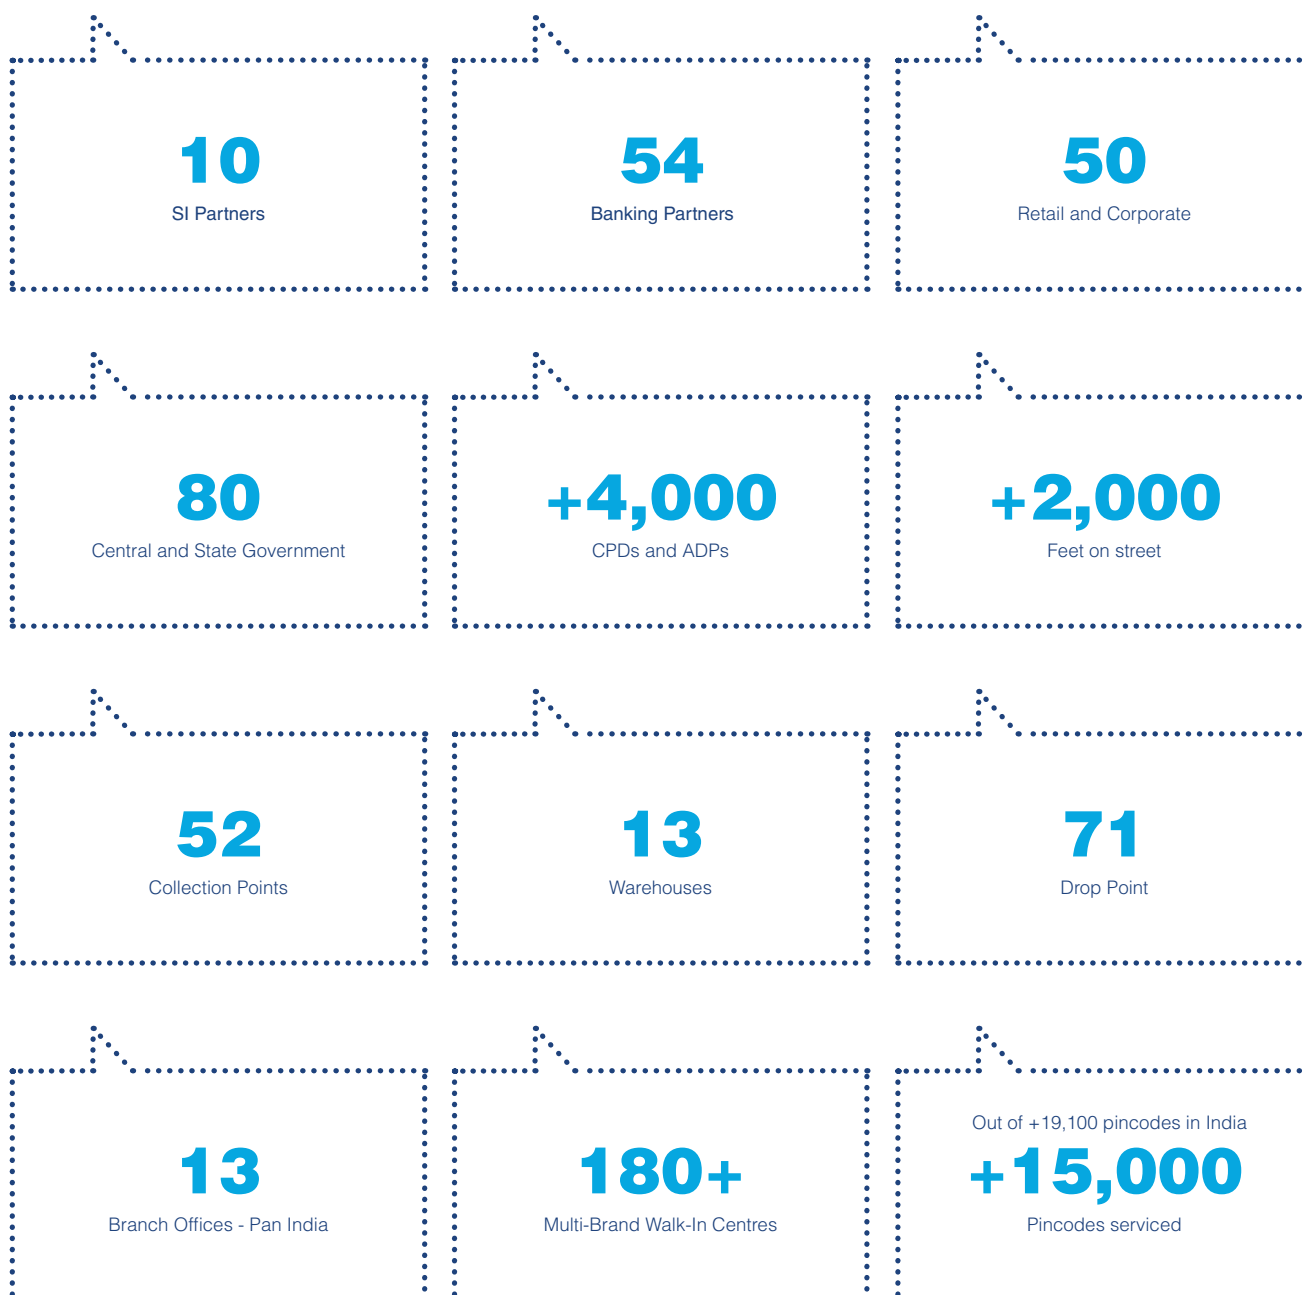 10
SI Partners
54
Banking Partners
50
Retail and Corporate
80
Central and State Government
+4,000
CPDs and ADPs
+2,000
Feet on street
52
Collection Points
13
Warehouses
71
Drop Point
13
Branch Offices - Pan India
180+
Multi-Brand Walk-In Centres
Out of +19,100 pincodes in India
+15,000
Pincodes serviced